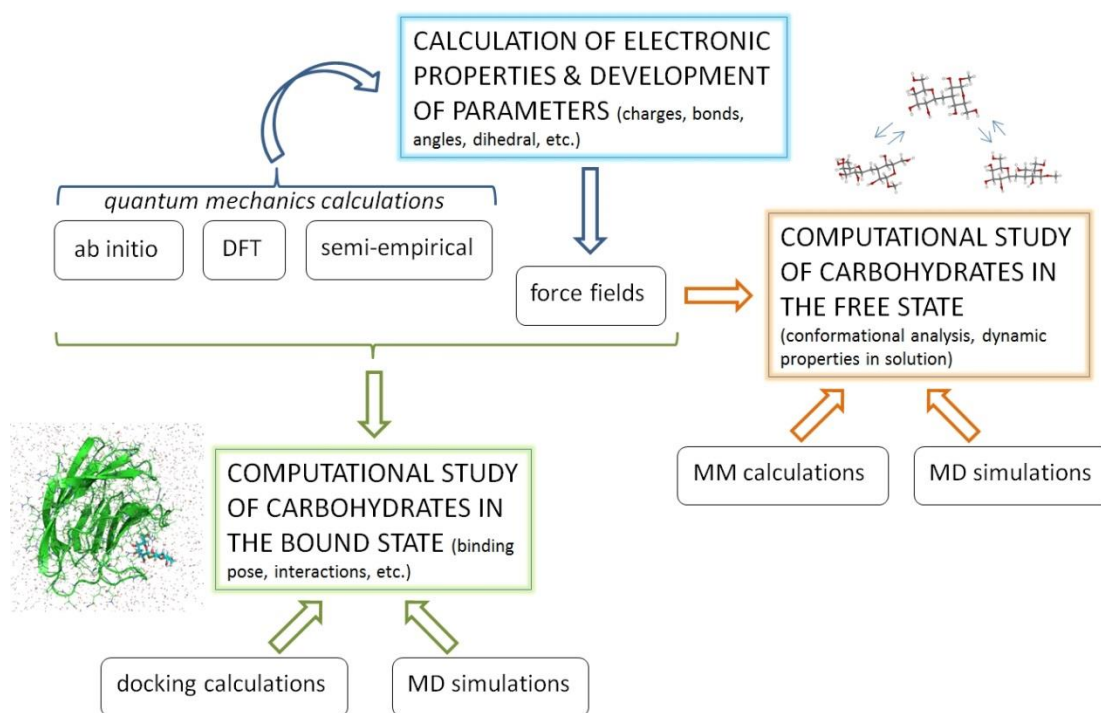 CALCULATION OF ELECTRONIC
PROPERTIES & DEVELOPMENT
OF PARAMETERS (charges, bonds,
angles, dihedral, etc.)
quantum mechanics calculations
ab initio
DFT
semi-empirical
force fields
COMPUTATIONAL STUDY
OF CARBOHYDRATES IN
THE FREE STATE
(conformational analysis, dynamic
properties in solution)
MM calculations
MD simulations
COMPUTATIONAL STUDY
OF CARBOHYDRATES IN
THE BOUND STATE (binding
pose, interactions, etc.)
docking calculations
MD simulations